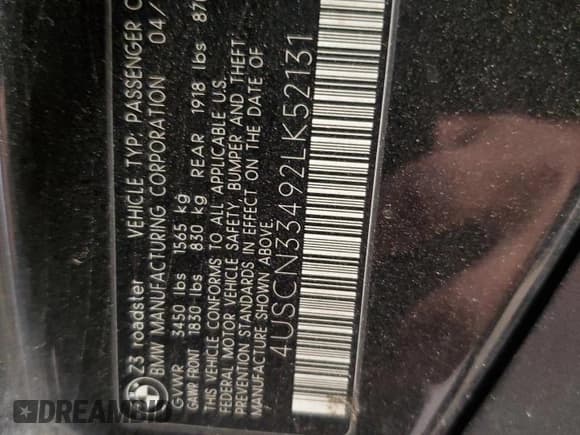 Z3 roadster VEHICLE TYP. PASSENGER C
BMW MANUFACTURING CORPORATION 04/
GVWR 3450 lbs 1565 kg
GAWR FRONT 1830 lbs 830 kg REAR 1918 lbs 870
THIS VEHICLE CONFORMS TO ALL APPLICABLE U.S.
FEDERAL MOTOR VEHICLE SAFETY, BUMPER AND THEFT
PREVENTION STANDARDS IN EFFECT ON THE DATE OF
MANUFACTURE SHOWN ABOVE
4USCN33492LK52131
DREAMBID